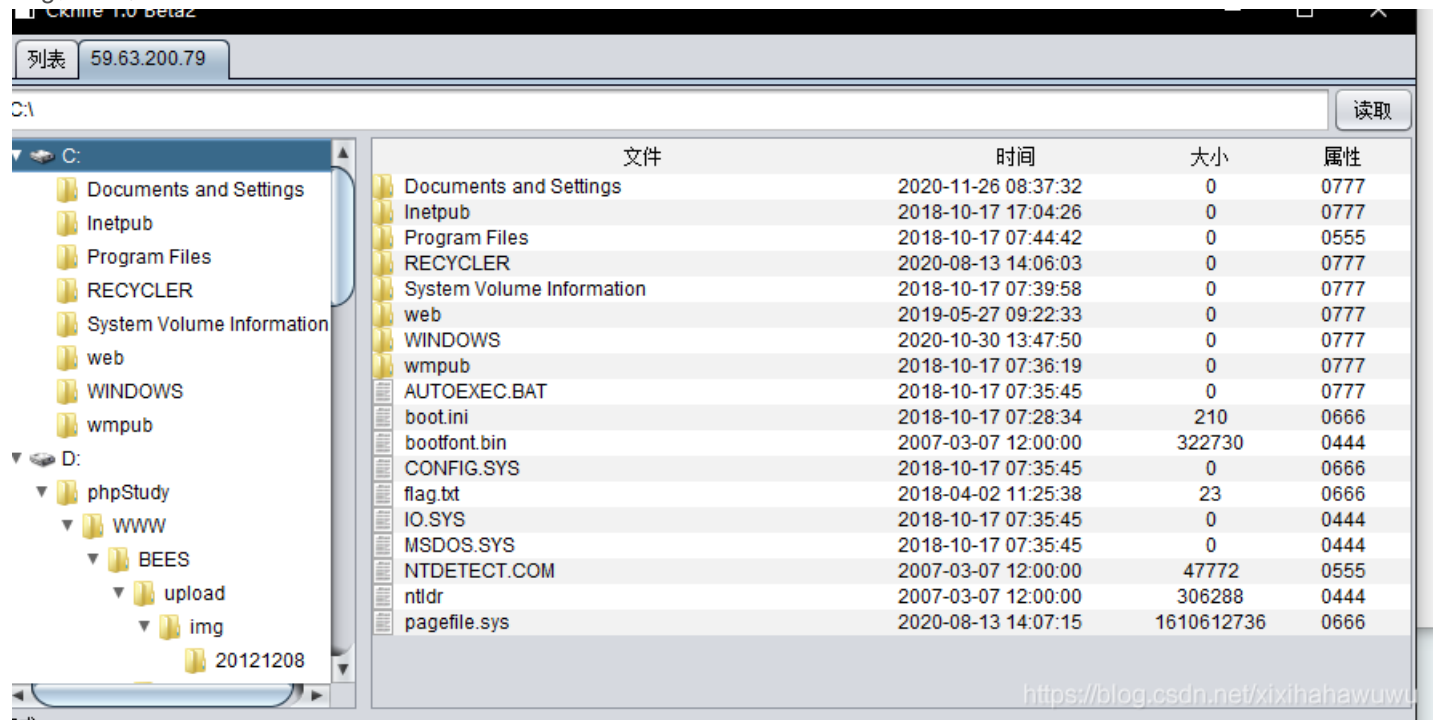 Cknife 1.0 Beta2
列表 59.63.200.79
C:\ 读取
C:
Documents and Settings
Inetpub
Program Files
RECYCLER
System Volume Information
web
WINDOWS
wmpub
D:
phpStudy
WWW
BEES
upload
img
20121208
文件 时间 大小 属性
Documents and Settings 2020-11-26 08:37:32 0 0777
Inetpub 2018-10-17 17:04:26 0 0777
Program Files 2018-10-17 07:44:42 0 0555
RECYCLER 2020-08-13 14:06:03 0 0777
System Volume Information 2018-10-17 07:39:58 0 0777
web 2019-05-27 09:22:33 0 0777
WINDOWS 2020-10-30 13:47:50 0 0777
wmpub 2018-10-17 07:36:19 0 0777
AUTOEXEC.BAT 2018-10-17 07:35:45 0 0777
boot.ini 2018-10-17 07:28:34 210 0666
bootfont.bin 2007-03-07 12:00:00 322730 0444
CONFIG.SYS 2018-10-17 07:35:45 0 0666
flag.txt 2018-04-02 11:25:38 23 0666
IO.SYS 2018-10-17 07:35:45 0 0444
MSDOS.SYS 2018-10-17 07:35:45 0 0444
NTDETECT.COM 2007-03-07 12:00:00 47772 0555
ntldr 2007-03-07 12:00:00 306288 0444
pagefile.sys 2020-08-13 14:07:15 1610612736 0666
https://blog.csdn.net/xixihahawuwu